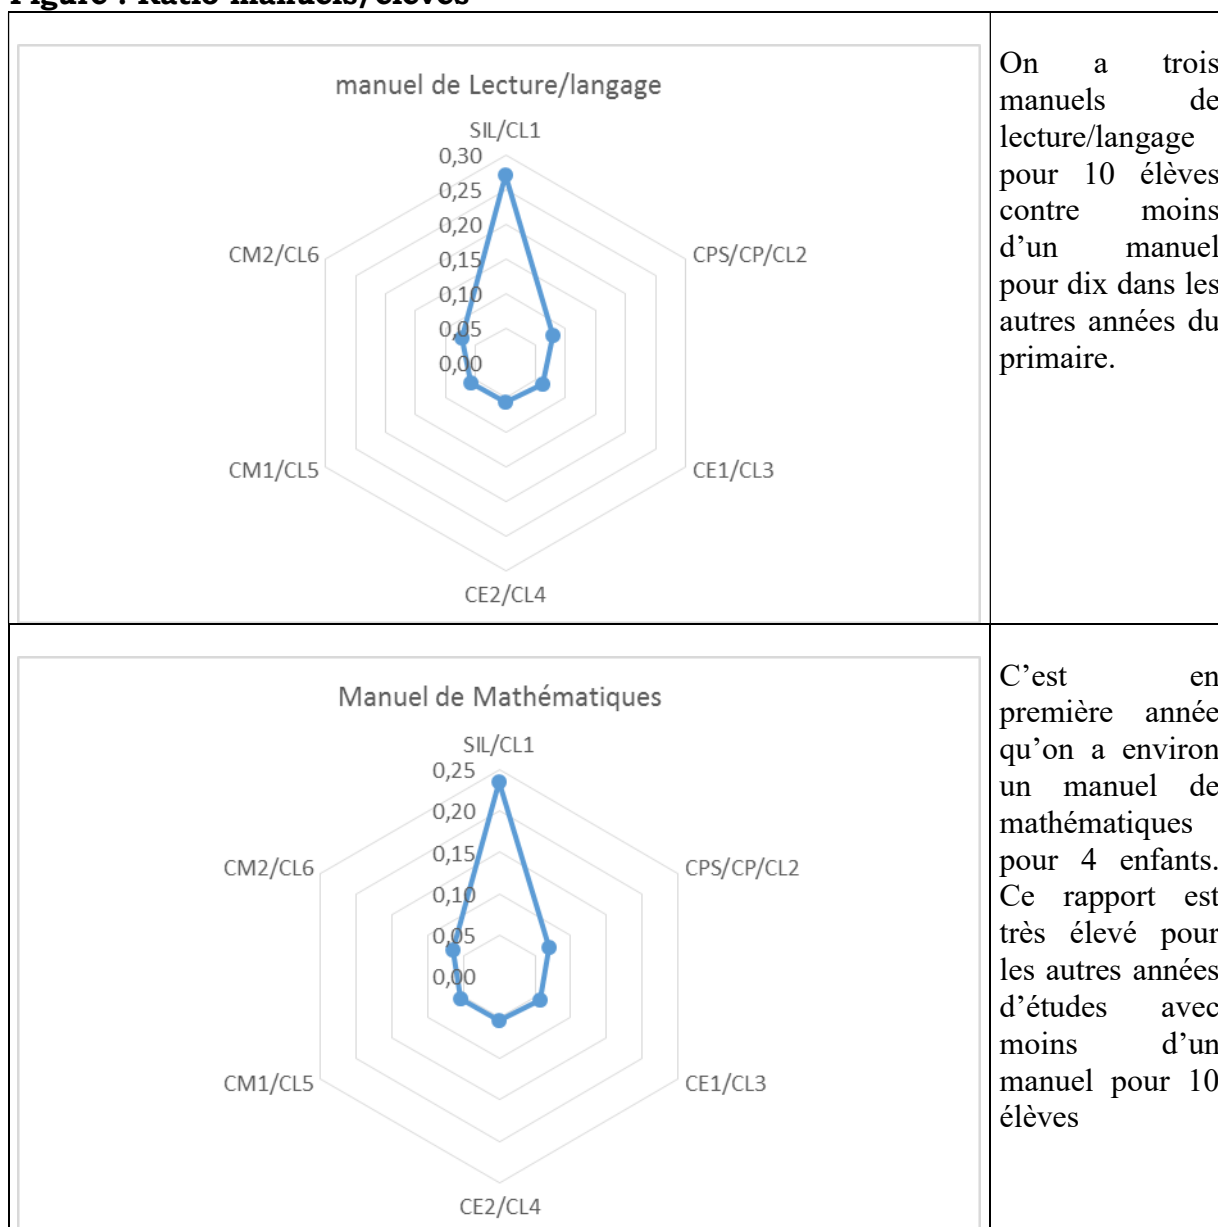 Figure : Ratio manuels/élèves
manuel de Lecture/langage
SIL/CL1
0,30
0,25
0,20
0,15
0,10
0,05
0,00
CPS/CP/CL2
CE1/CL3
CE2/CL4
CM1/CL5
CM2/CL6
On a trois
manuels de
lecture/langage
pour 10 élèves
contre moins
d’un manuel
pour dix dans les
autres années du
primaire.
Manuel de Mathématiques
SIL/CL1
0,25
0,20
0,15
0,10
0,05
0,00
CPS/CP/CL2
CE1/CL3
CE2/CL4
CM1/CL5
CM2/CL6
C’est en
première année
qu’on a environ
un manuel de
mathématiques
pour 4 enfants.
Ce rapport est
très élevé pour
les autres années
d’études avec
moins d’un
manuel pour 10
élèves